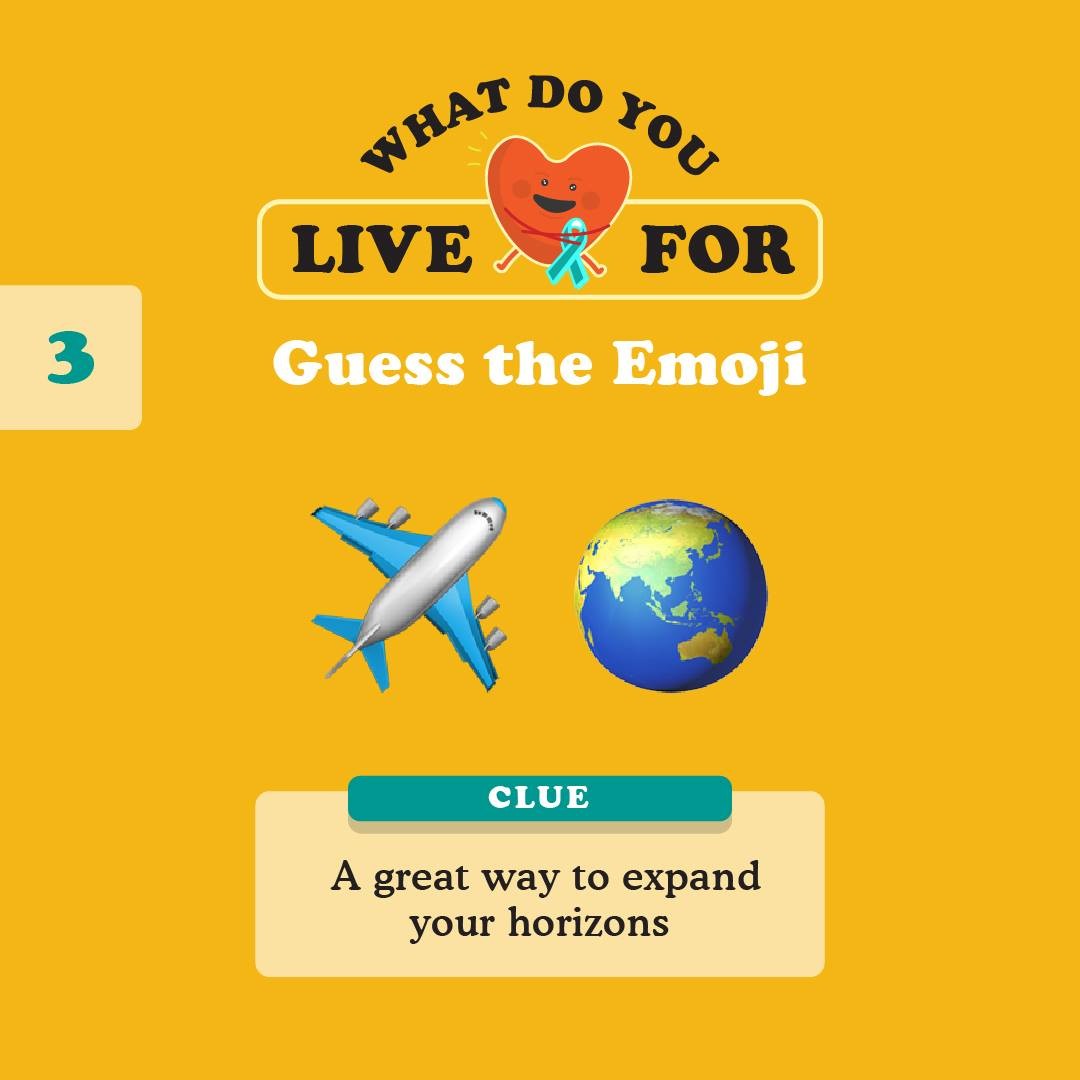 WHAT DO YOU
LIVE FOR
3
Guess the Emoji
CLUE
A great way to expand
your horizons